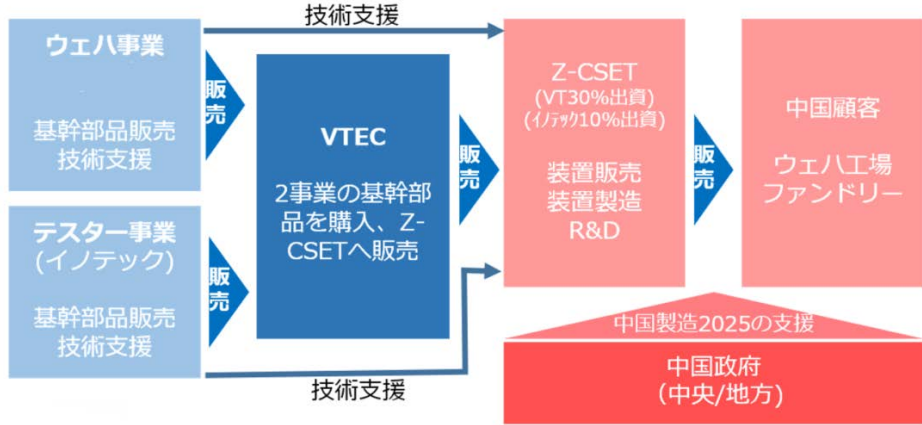 技術支援
ウェハ事業
基幹部品販売
技術支援
販
売
VTEC
2事業の基幹部
品を購入、Z-
CSETへ販売
販
売
Z-CSET
(VT30%出資)
(ｲﾉﾃｯｸ10%出資)
装置販売
装置製造
R&D
販
売
中国顧客
ウェハ工場
ファンドリー
テスター事業
(イノテック)
基幹部品販売
技術支援
販
売
技術支援
中国製造2025の支援
中国政府
（中央/地方）